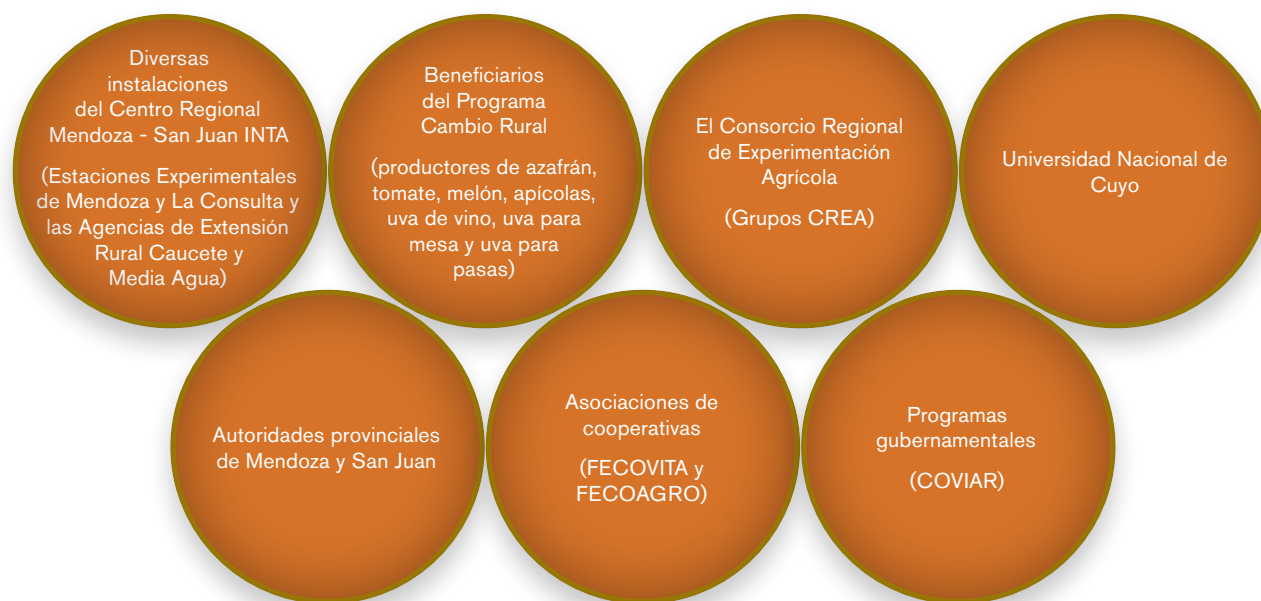 Diversas
instalaciones
del Centro Regional
Mendoza - San Juan INTA
(Estaciones Experimentales
de Mendoza y La Consulta y
las Agencias de Extensión
Rural Caucete y
Media Agua)
Beneficiarios
del Programa
Cambio Rural
(productores de azafrán,
tomate, melón, apícolas,
uva de vino, uva para
mesa y uva para
pasas)
El Consorcio Regional
de Experimentación
Agrícola
(Grupos CREA)
Universidad Nacional de
Cuyo
Autoridades provinciales
de Mendoza y San Juan
Asociaciones de
cooperativas
(FECOVITA y
FECOAGRO)
Programas
gubernamentales
(COVIAR)